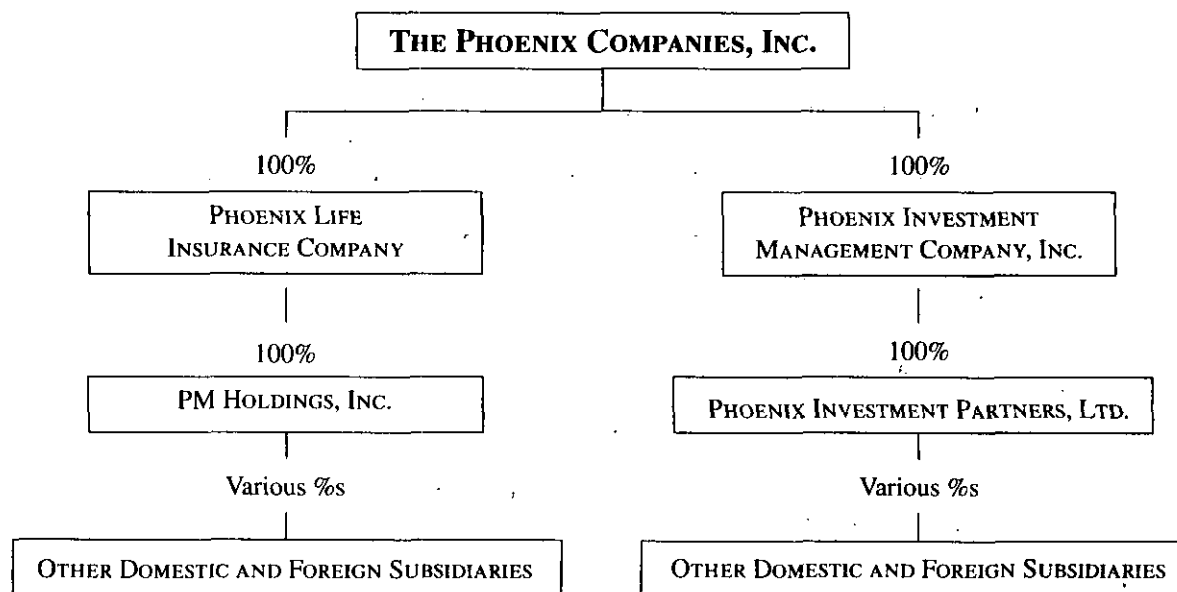 THE PHOENIX COMPANIES, INC.
100%
100%
PHOENIX LIFE
INSURANCE COMPANY
PHOENIX INVESTMENT
MANAGEMENT COMPANY, INC.
100%
100%
PM HOLDINGS, INC.
PHOENIX INVESTMENT PARTNERS, LTD.
Various %s
Various %s
OTHER DOMESTIC AND FOREIGN SUBSIDIARIES
OTHER DOMESTIC AND FOREIGN SUBSIDIARIES